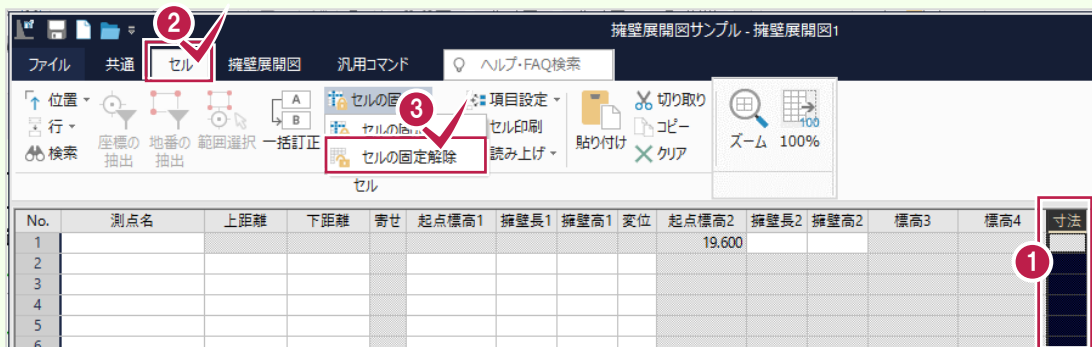 擁壁展開図サンプル - 擁壁展開図1
2
ファイル 共通 セル 擁壁展開図 汎用コマンド ヘルプ・FAQ検索
位置 座標の抽出 地番の抽出 範囲選択 A B 一括訂正 項目設定 貼り付け 切り取り ズーム 100 100%
行 3 セル印刷 コピー
検索 セルの固定解除 読み上げ クリア
セル
No. 測点名 上距離 下距離 寄せ 起点標高1 擁壁長1 擁壁高1 変位 起点標高2 擁壁長2 擁壁高2 標高3 標高4 寸法
1 19.600
2 1
3
4
5
6